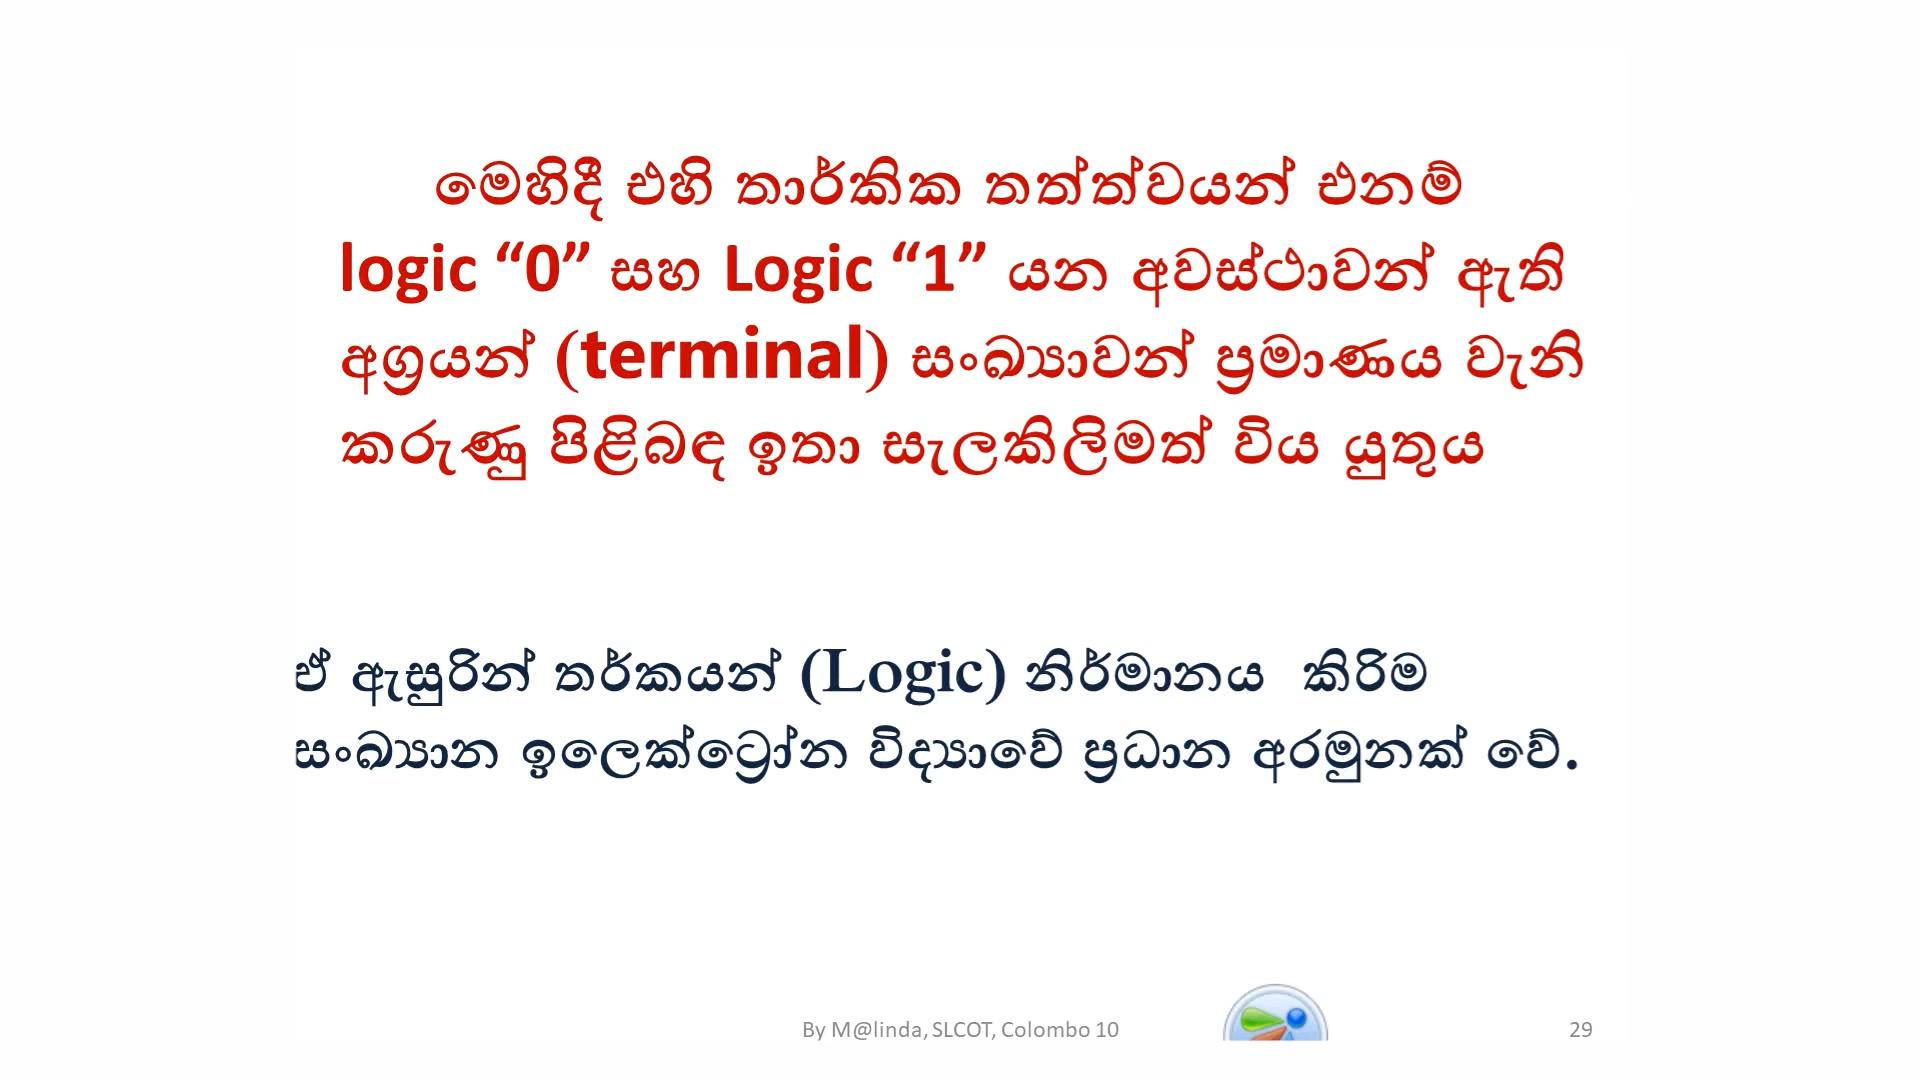 මෙහිදී එහි තාර්කික තත්ත්වයන් එනම්
logic “0” සහ Logic “1” යන අවස්ථාවන් ඇති
අග්‍රයන් (terminal) සංඛ්‍යාවන් ප්‍රමාණය වැනි
කරුණු පිළිබඳ ඉතා සැලකිලිමත් විය යුතුය
ඒ ඇසුරින් තර්කයන් (Logic) නිර්මානය කිරිම
සංඛ්‍යාන ඉලෙක්ට්‍රෝන විද්‍යාවේ ප්‍රධාන අරමුනක් වේ.
By M@linda, SLCOT, Colombo 10
29